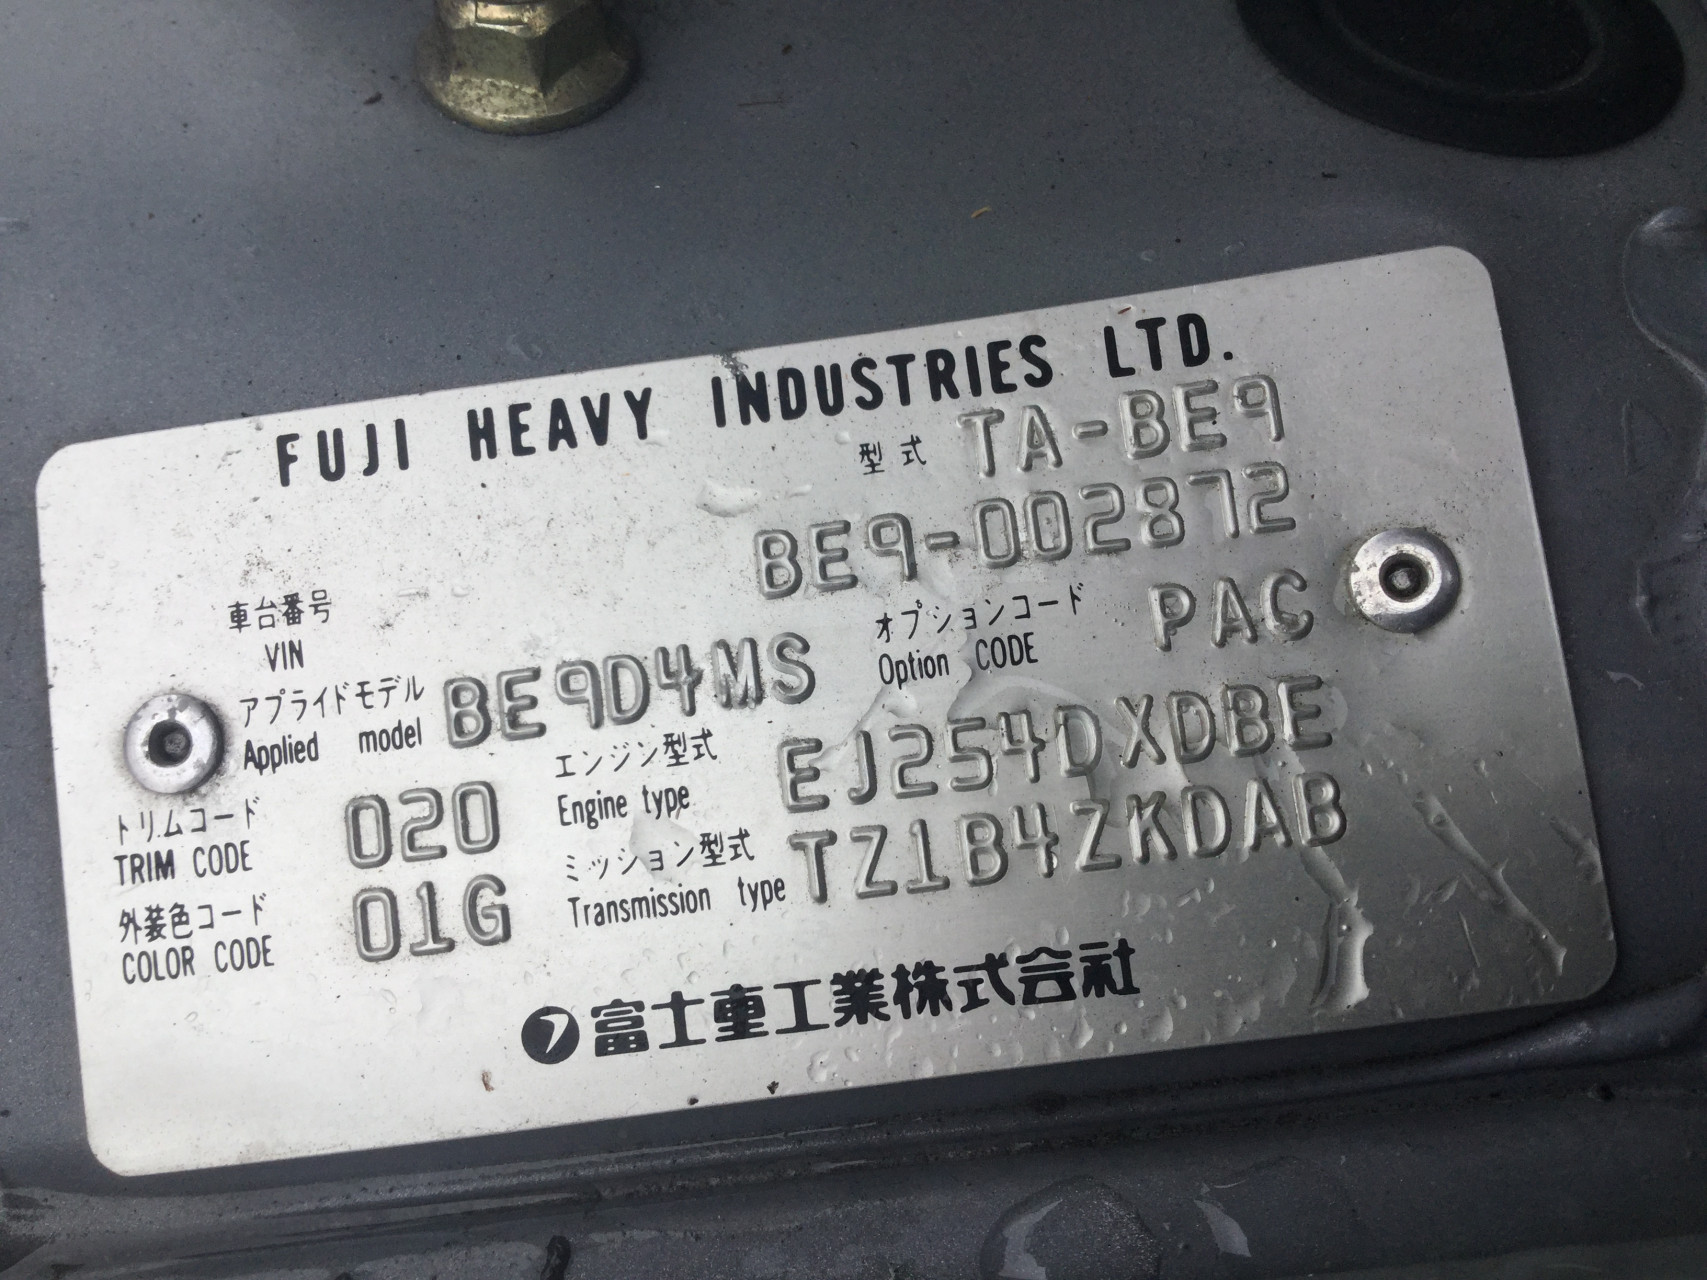 FUJI HEAVY INDUSTRIES LTD.
型式 TA-BE9
車台番号 BE9-002872
VIN
アプライドモデル BE9D4MS オプションコード PAC
Applied model Option CODE
トリムコード 020 エンジン型式 EJ254DXDBE
TRIM CODE Engine type
外装色コード 01G ミッション型式 TZ1B4ZKDAB
COLOR CODE Transmission type
富士重工業株式会社